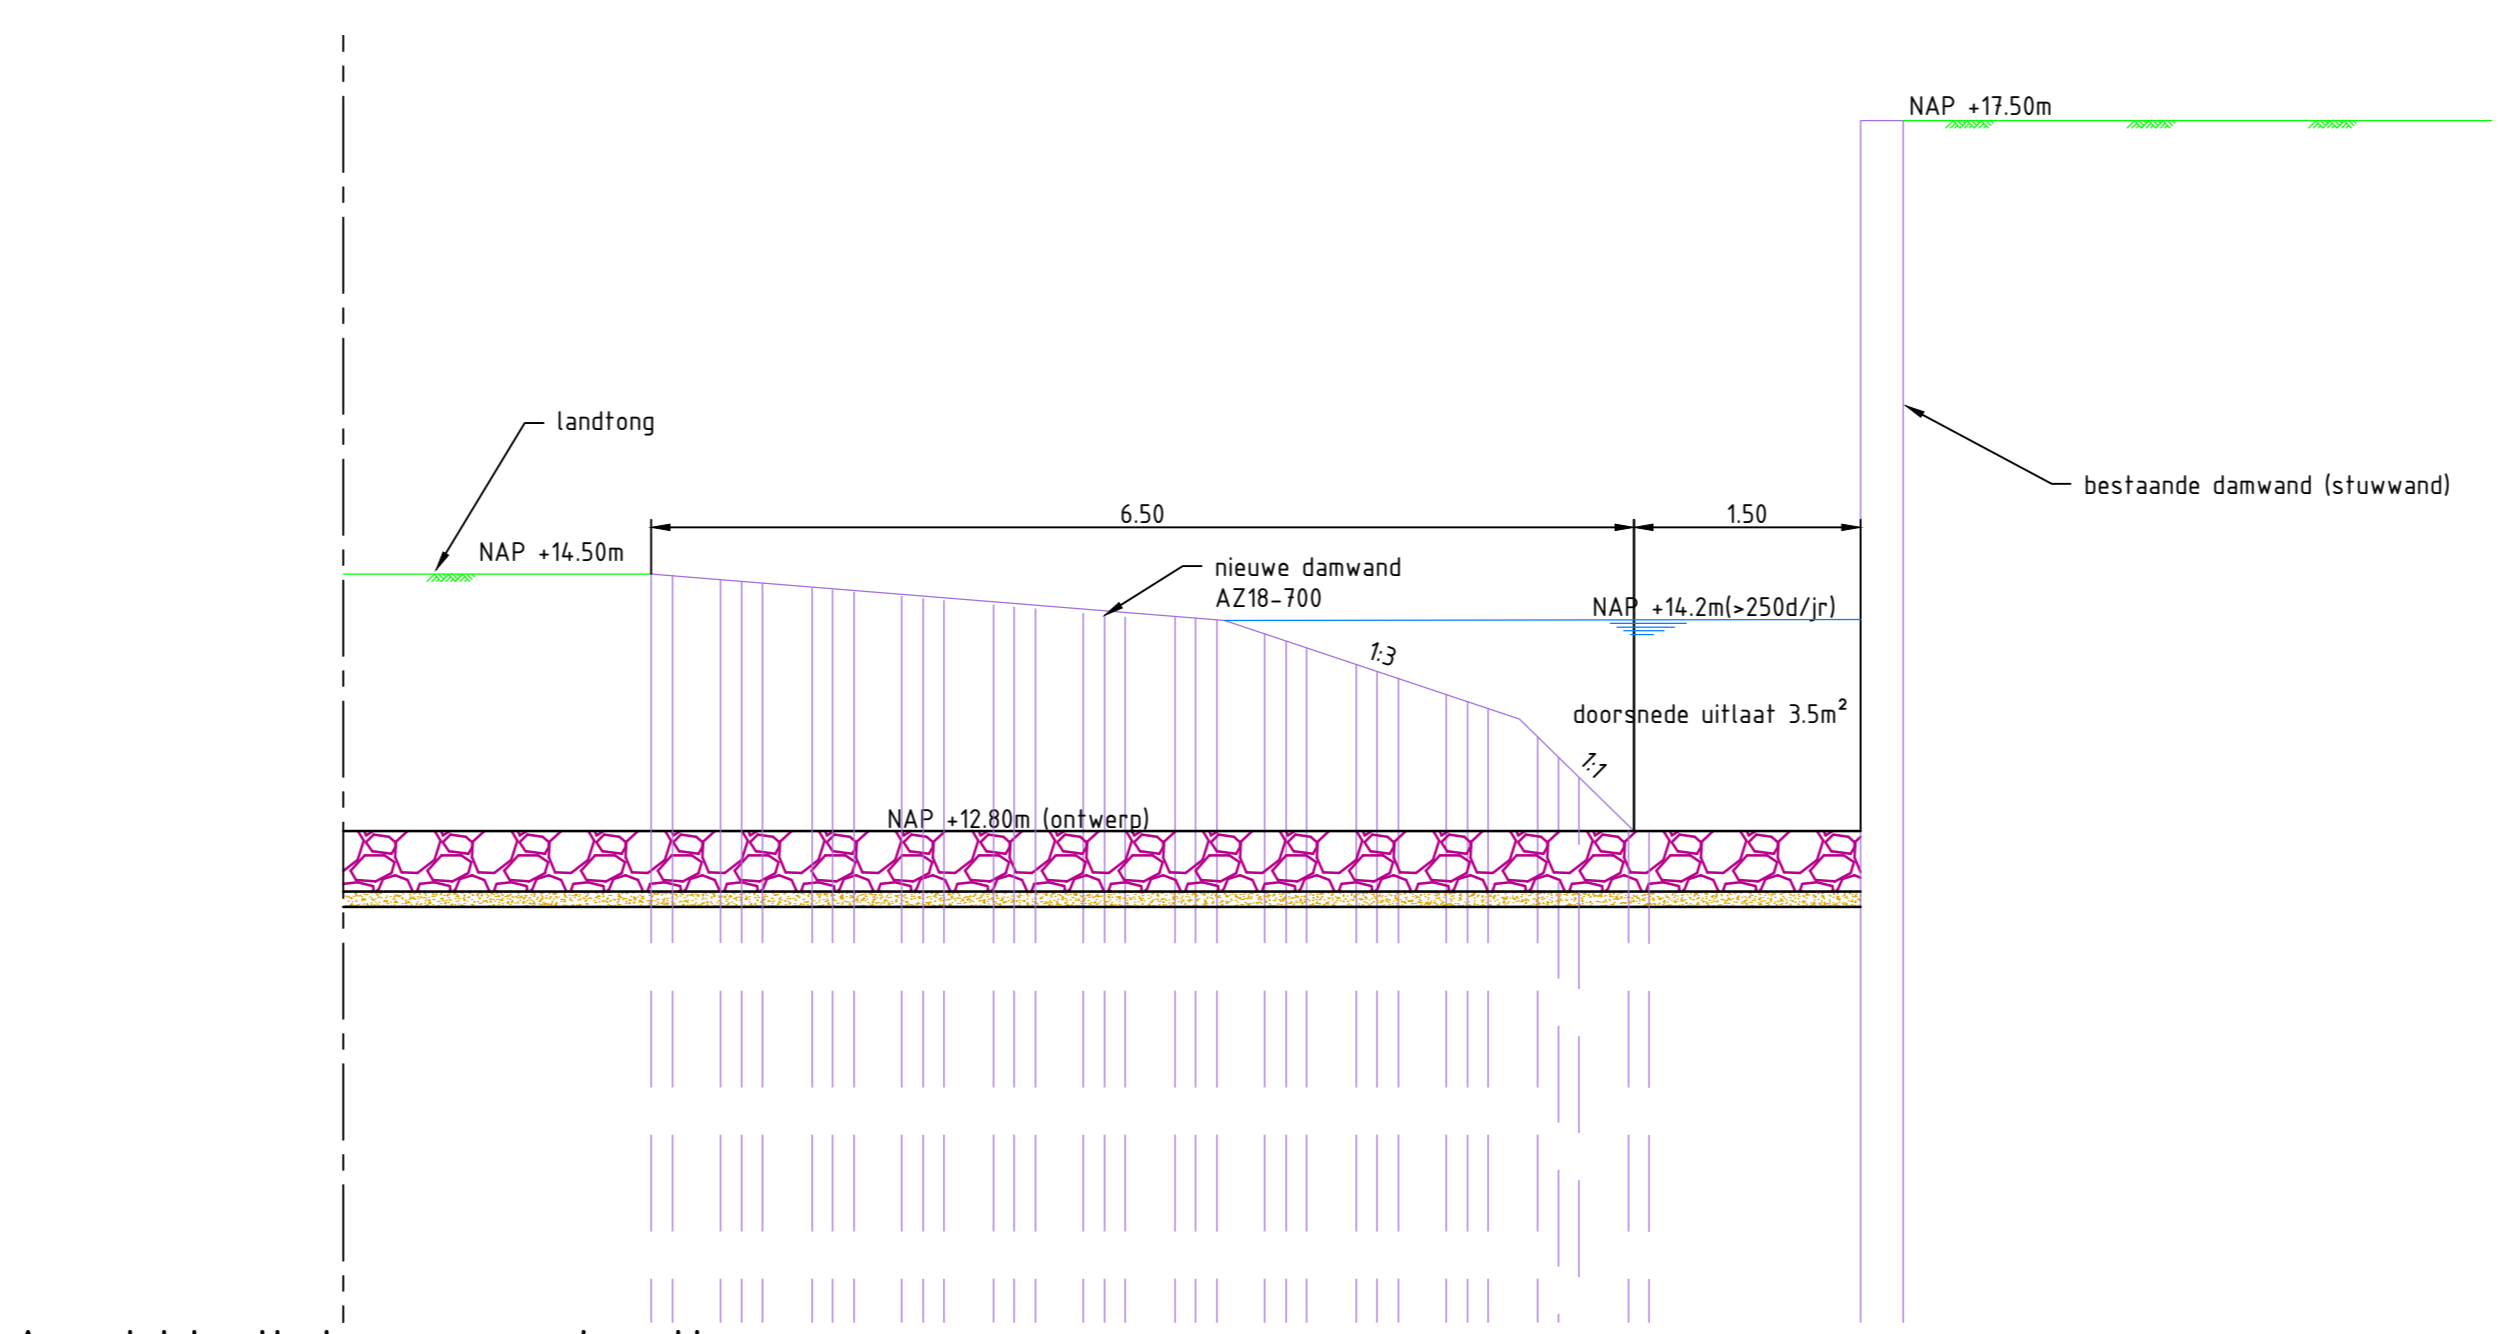 NAP +17.50m
landtong
bestaande damwand (stuwwand)
6.50
1.50
NAP +14.50m
nieuwe damwand
AZ18-700
NAP +14.2m(>250d/jr)
1:3
doorsnede uitlaat 3.5m²
1:1
NAP +12.80m (ontwerp)